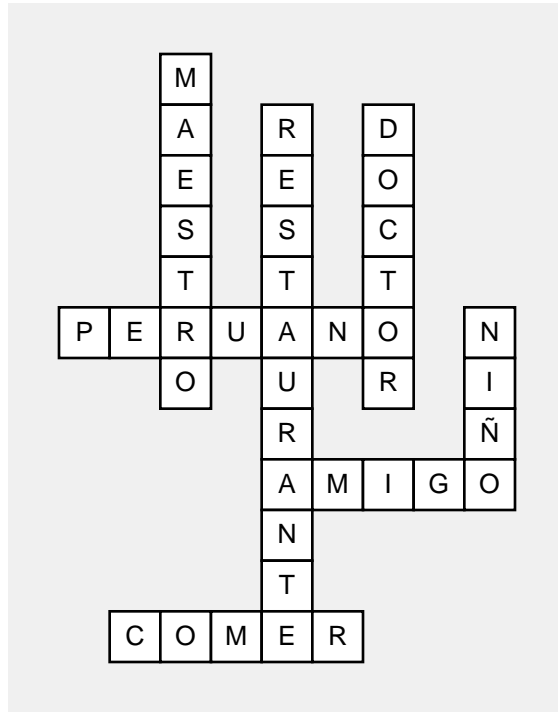 MAESTRO
RESTAURANTE
DOCTOR
PERUANO
NIÑO
AMIGO
COMER